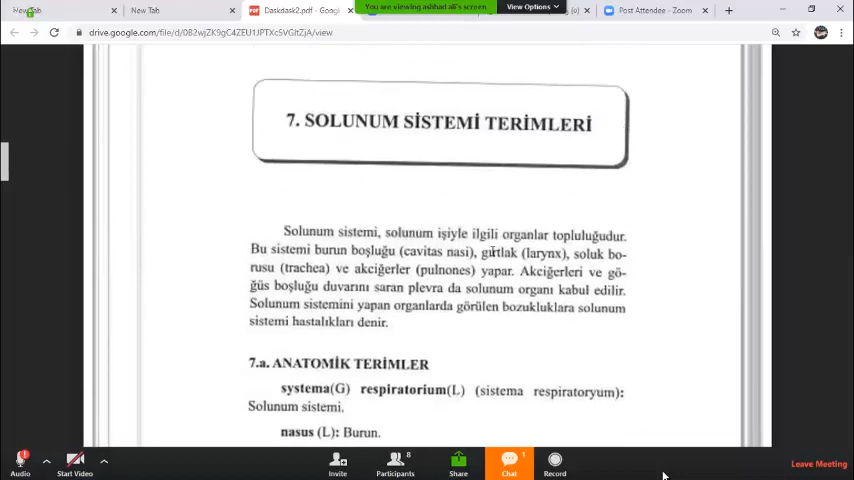 New Tab
New Tab
Daskdask2.pdf - Googl
You are viewing ashhad ali's screen
View Options
Post Attendee - Zoom
drive.google.com/file/d/0B2wjZK9gC4ZEU1JPTXc5VGltZjA/view
7. SOLUNUM SİSTEMİ TERİMLERİ
Solunum sistemi, solunum işiyle ilgili organlar topluluğudur.
Bu sistemi burun boşluğu (cavitas nasi), gırtlak (larynx), soluk bo-
rusu (trachea) ve akciğerler (pulnones) yapar. Akciğerleri ve gö-
ğüs boşluğu duvarını saran plevra da solunum organı kabul edilir.
Solunum sistemini yapan organlarda görülen bozukluklara solunum
sistemi hastalıkları denir.
7.a. ANATOMİK TERİMLER
systema(G) respiratorium(L) (sistema respiratoryum):
Solunum sistemi.
nasus (L): Burun.
Audio
Start Video
Invite
Participants
8
Share
Chat
1
Record
Leave Meeting